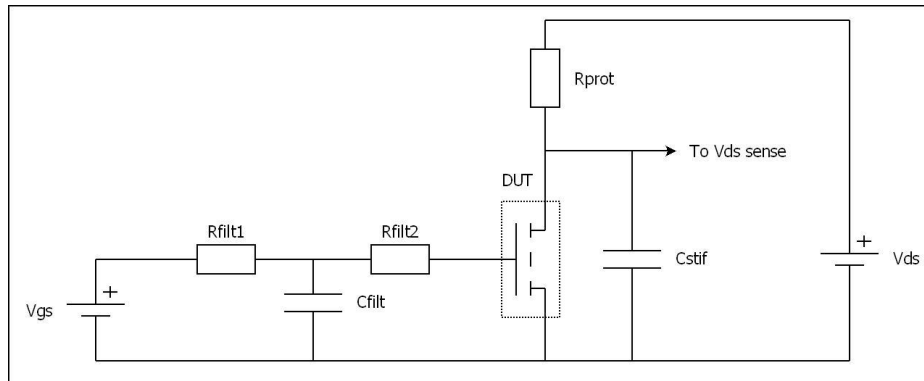 Rprot
To Vds sense
DUT
Rfilt1
Rfilt2
Cstif
+
Vds
+
Vgs
Cfilt